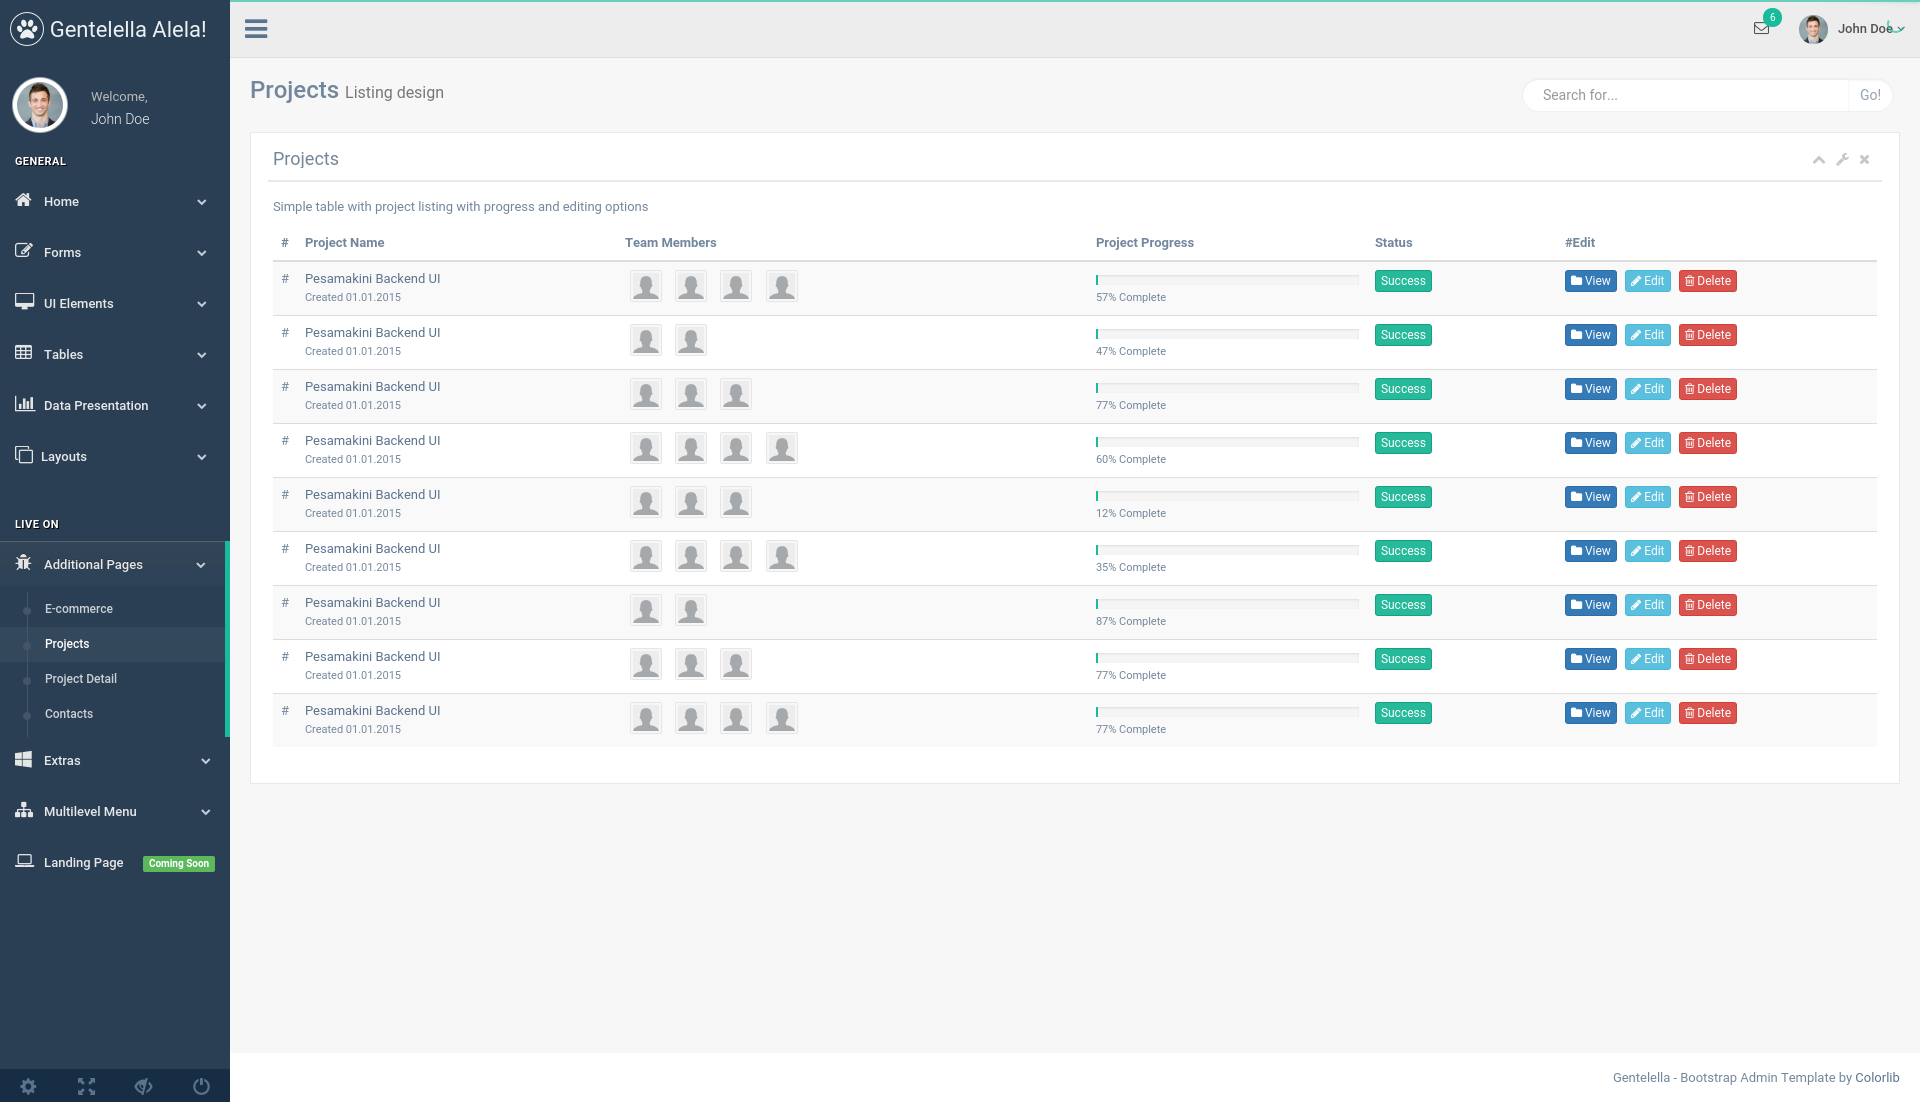 Gentelella Alela!
Welcome,
John Doe
GENERAL
Home
Forms
UI Elements
Tables
Data Presentation
Layouts
LIVE ON
Additional Pages
E-commerce
Projects
Project Detail
Contacts
Extras
Multilevel Menu
Landing Page Coming Soon
6
John Doe
Projects Listing design
Search for... Go!
Projects
Simple table with project listing with progress and editing options
# Project Name Team Members Project Progress Status #Edit
# Pesamakini Backend UI Success View Edit Delete
Created 01.01.2015 57% Complete
# Pesamakini Backend UI Success View Edit Delete
Created 01.01.2015 47% Complete
# Pesamakini Backend UI Success View Edit Delete
Created 01.01.2015 77% Complete
# Pesamakini Backend UI Success View Edit Delete
Created 01.01.2015 60% Complete
# Pesamakini Backend UI Success View Edit Delete
Created 01.01.2015 12% Complete
# Pesamakini Backend UI Success View Edit Delete
Created 01.01.2015 35% Complete
# Pesamakini Backend UI Success View Edit Delete
Created 01.01.2015 87% Complete
# Pesamakini Backend UI Success View Edit Delete
Created 01.01.2015 77% Complete
# Pesamakini Backend UI Success View Edit Delete
Created 01.01.2015 77% Complete
Gentelella - Bootstrap Admin Template by Colorlib